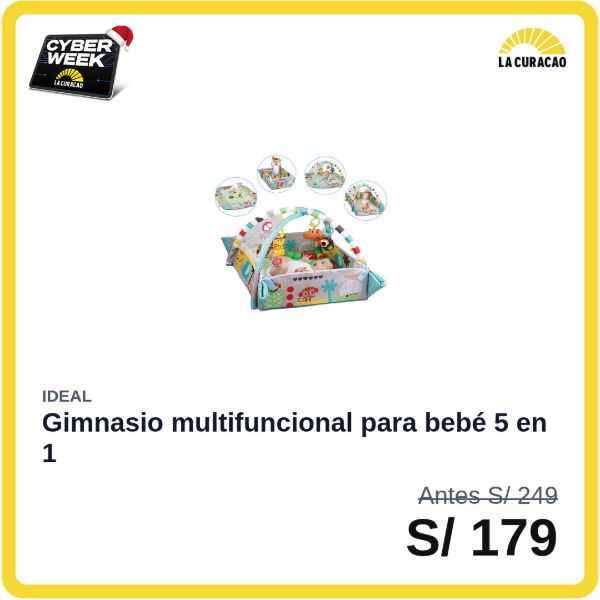 CYBER
WEEK
LA CURACAO
LA CURACAO
IDEAL
Gimnasio multifuncional para bebé 5 en
1
Antes S/ 249
S/ 179